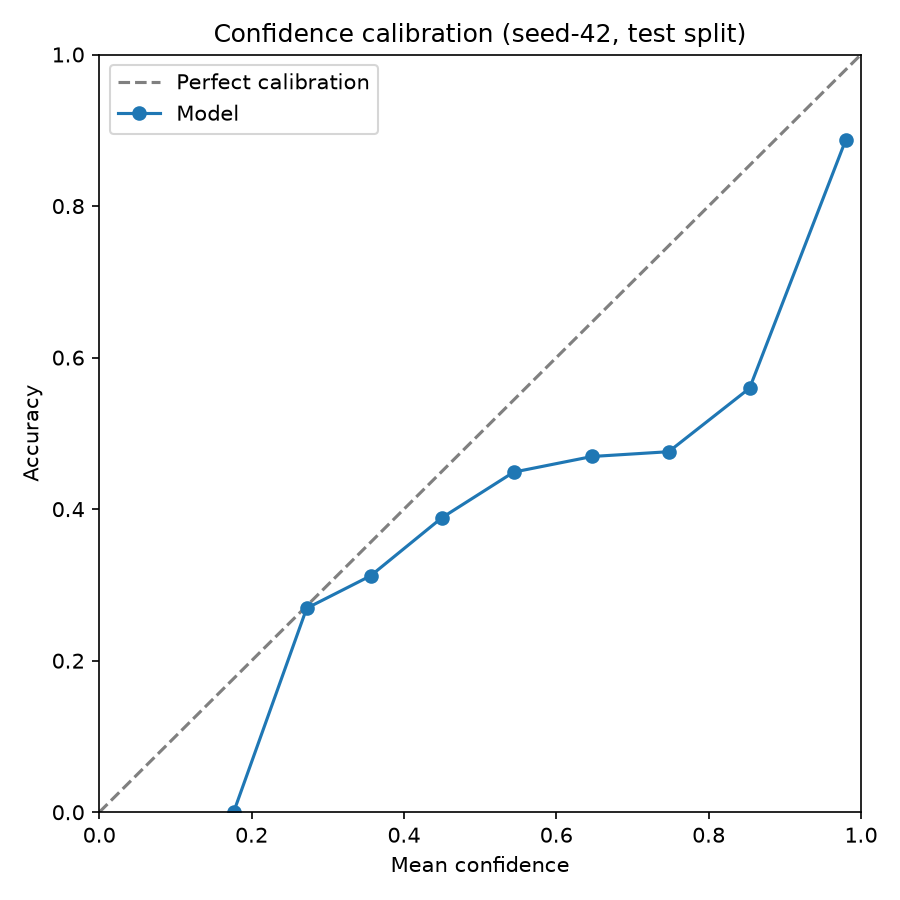 Confidence calibration (seed-42, test split)
Perfect calibration
Model
1.0
0.8
0.6
0.4
0.2
0.0
Accuracy
0.0 0.2 0.4 0.6 0.8 1.0
Mean confidence